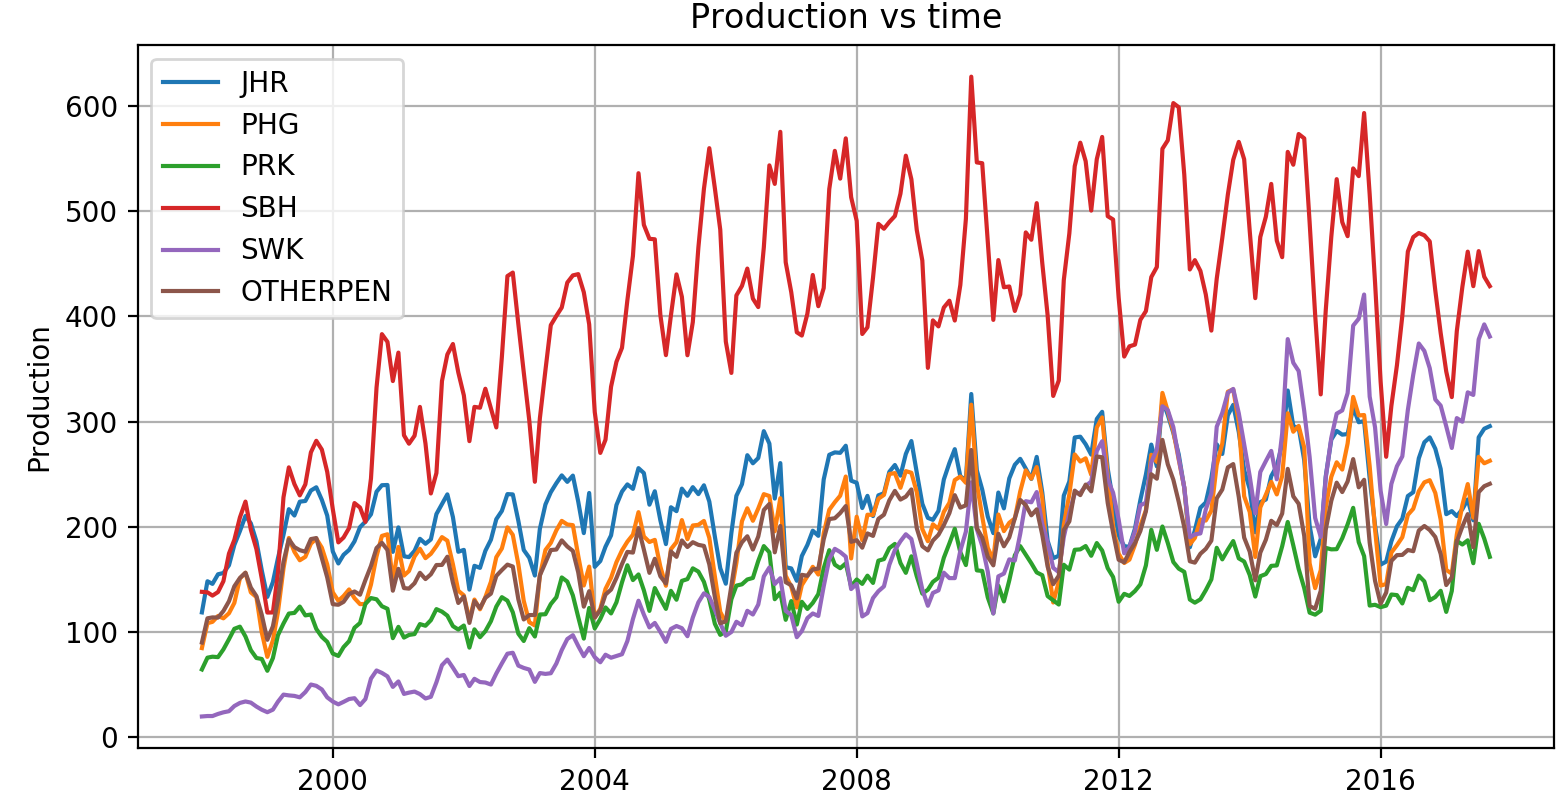 Production vs time
JHR
PHG
PRK
SBH
SWK
OTHERPEN
Production
600
500
400
300
200
100
0
2000 2004 2008 2012 2016